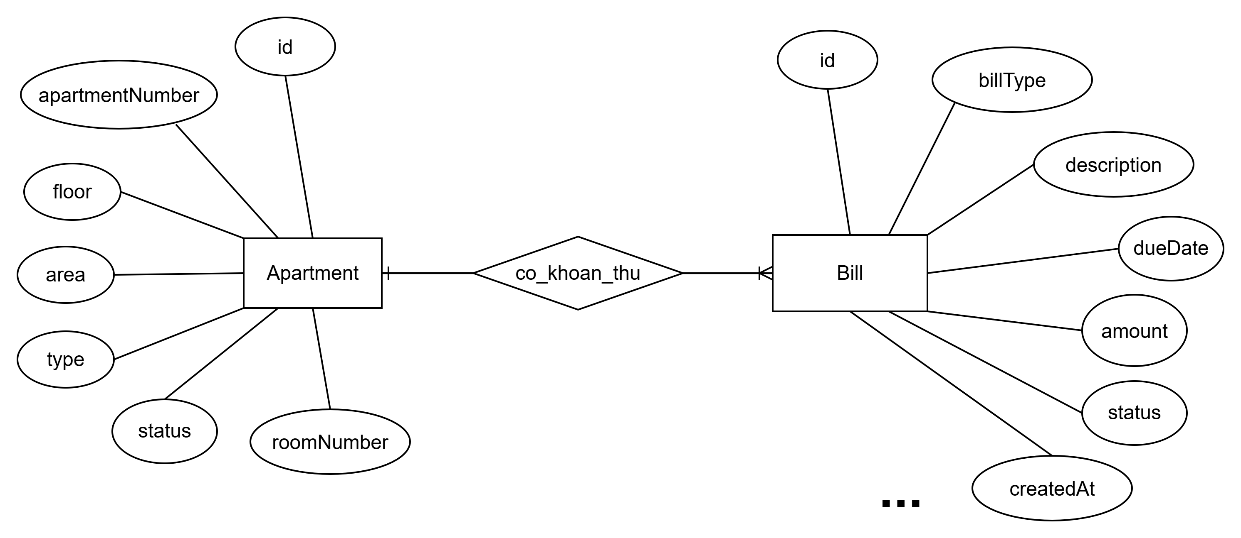 id
apartmentNumber
floor
area
type
status
roomNumber
Apartment
co_khoan_thu
Bill
id
billType
description
dueDate
amount
status
createdAt
...